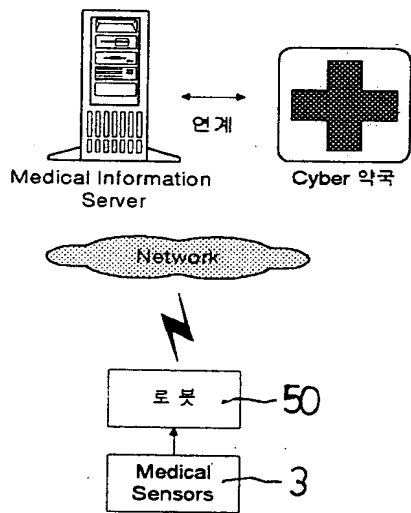 연계
Medical Information
Server
Cyber 약국
Network
로봇
50
Medical
Sensors
3